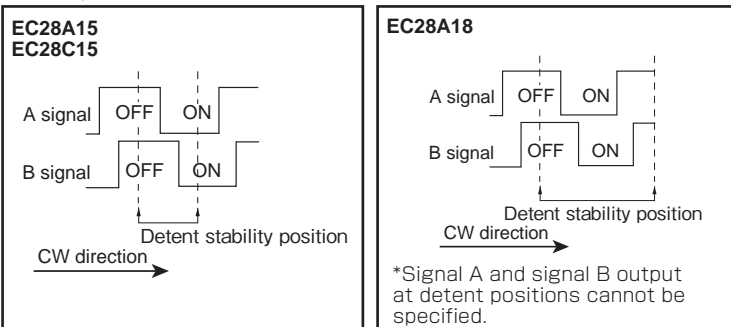 EC28A15
EC28C15
A signal OFF ON
B signal OFF ON
Detent stability position
CW direction
EC28A18
A signal OFF ON
B signal OFF ON
Detent stability position
CW direction
*Signal A and signal B output
at detent positions cannot be
specified.